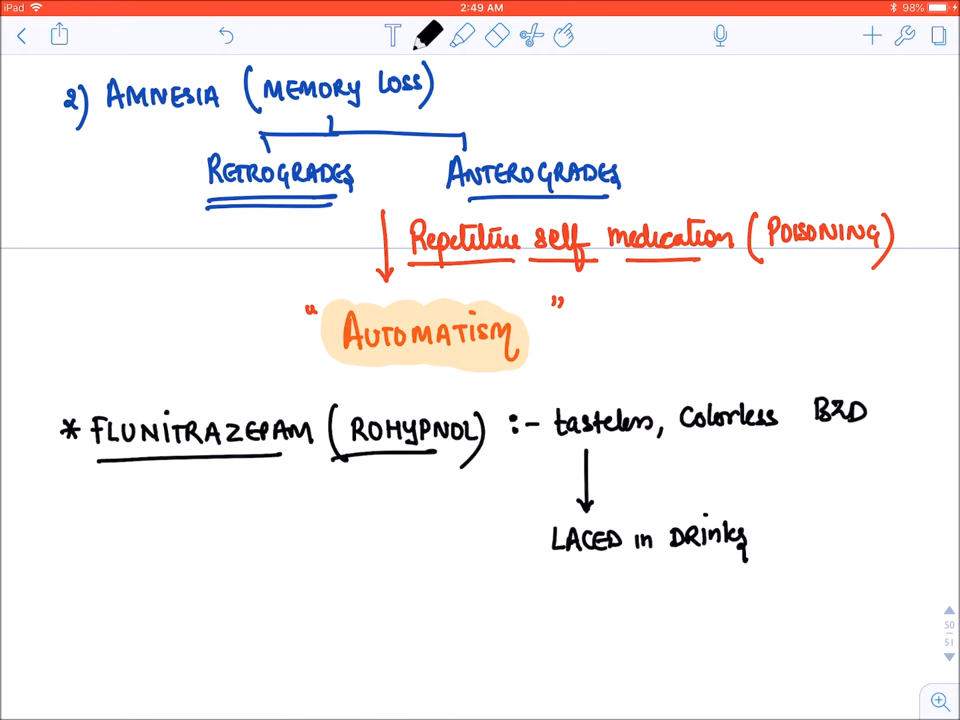 iPad 2:49 AM 98%
2) AMNESIA (MEMORY LOSS)
RETROGRADES ANTEROGRADES
Repetitive self medication (POISONING)
"AUTOMATISM"
* FLUNITRAZEPAM (ROHYPNOL) :- tasteless, Colorless BZD
LACED in DRinks
50
51